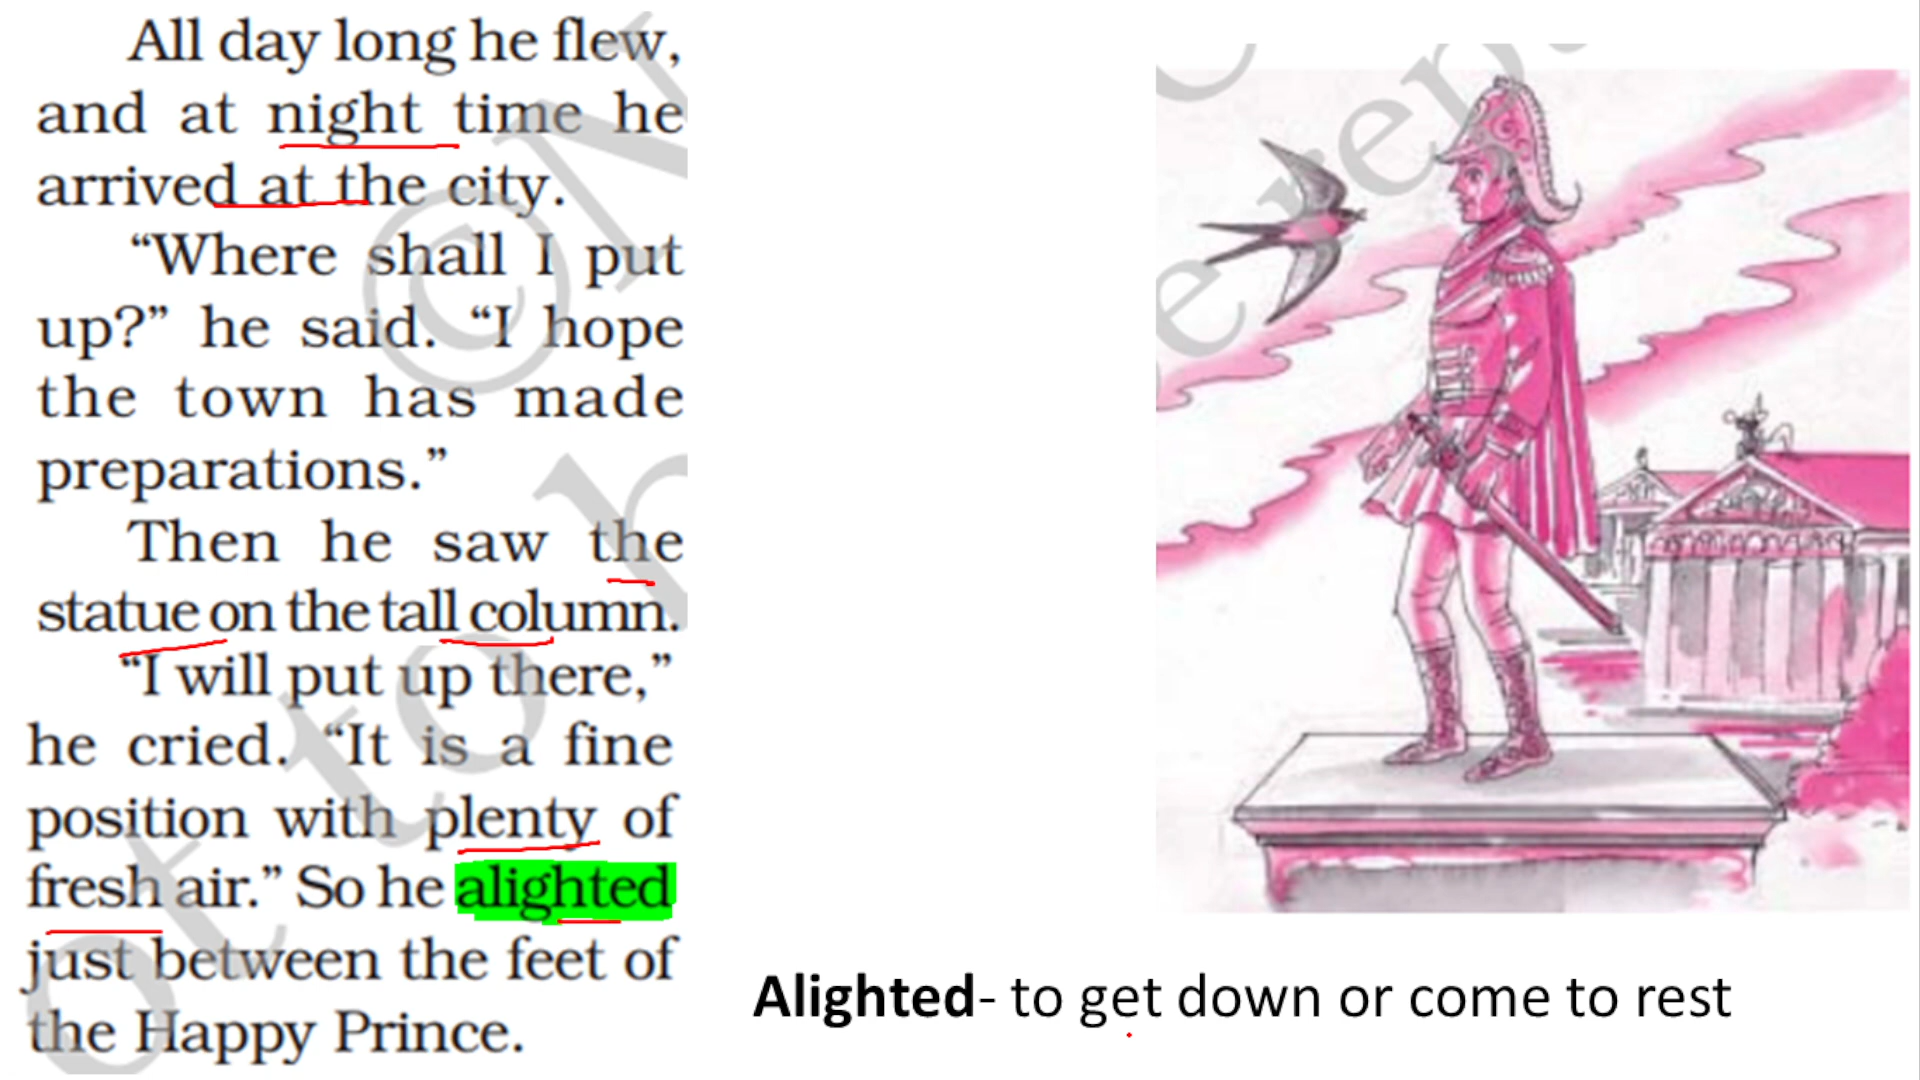 All day long he flew,
and at night time he
arrived at the city.
“Where shall I put
up?” he said. “I hope
the town has made
preparations.”
Then he saw the
statue on the tall column.
“I will put up there,”
he cried. “It is a fine
position with plenty of
fresh air.” So he alighted
just between the feet of
the Happy Prince.
Alighted- to get down or come to rest
©N
ot to b
e rep